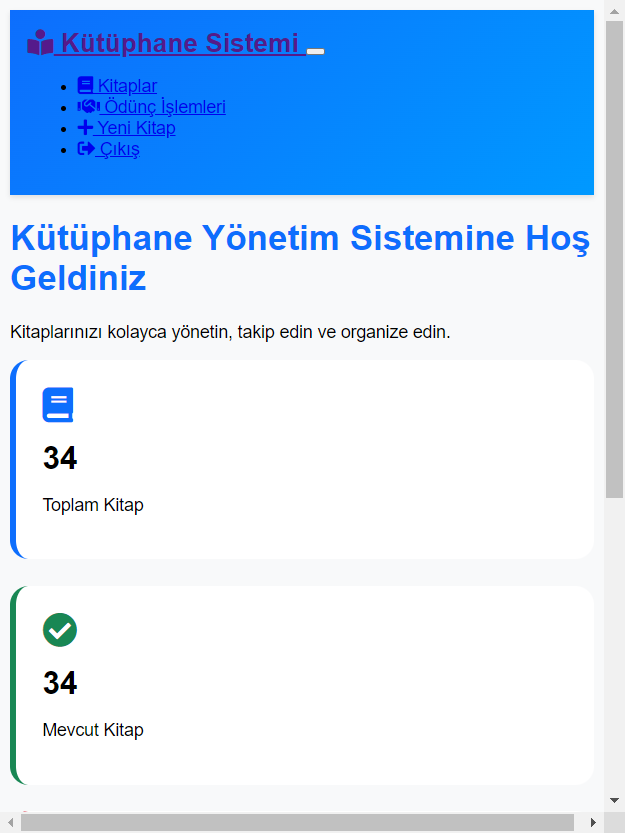 Kütüphane Sistemi
Kitaplar
Ödünç İşlemleri
Yeni Kitap
Çıkış
Kütüphane Yönetim Sistemine Hoş
Geldiniz
Kitaplarınızı kolayca yönetin, takip edin ve organize edin.
34
Toplam Kitap
34
Mevcut Kitap